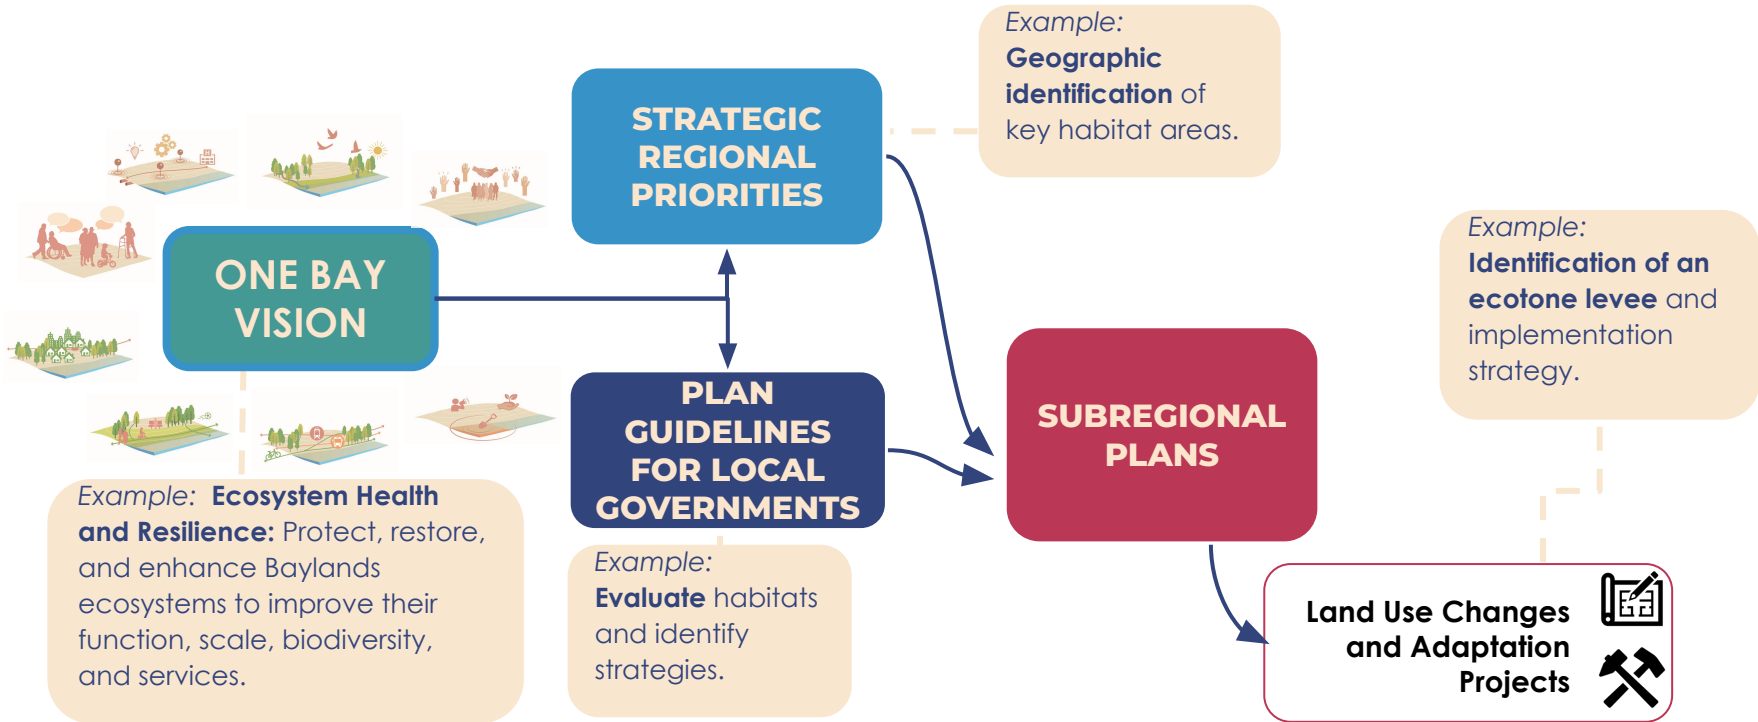 Example:
Geographic
identification of
key habitat areas.
STRATEGIC
REGIONAL
PRIORITIES
Example:
Identification of an
ecotone levee and
implementation
strategy.
ONE BAY
VISION
PLAN
GUIDELINES
FOR LOCAL
GOVERNMENTS
SUBREGIONAL
PLANS
Example: Ecosystem Health
and Resilience: Protect, restore,
and enhance Baylands
ecosystems to improve their
function, scale, biodiversity,
and services.
Example:
Evaluate habitats
and identify
strategies.
Land Use Changes
and Adaptation
Projects